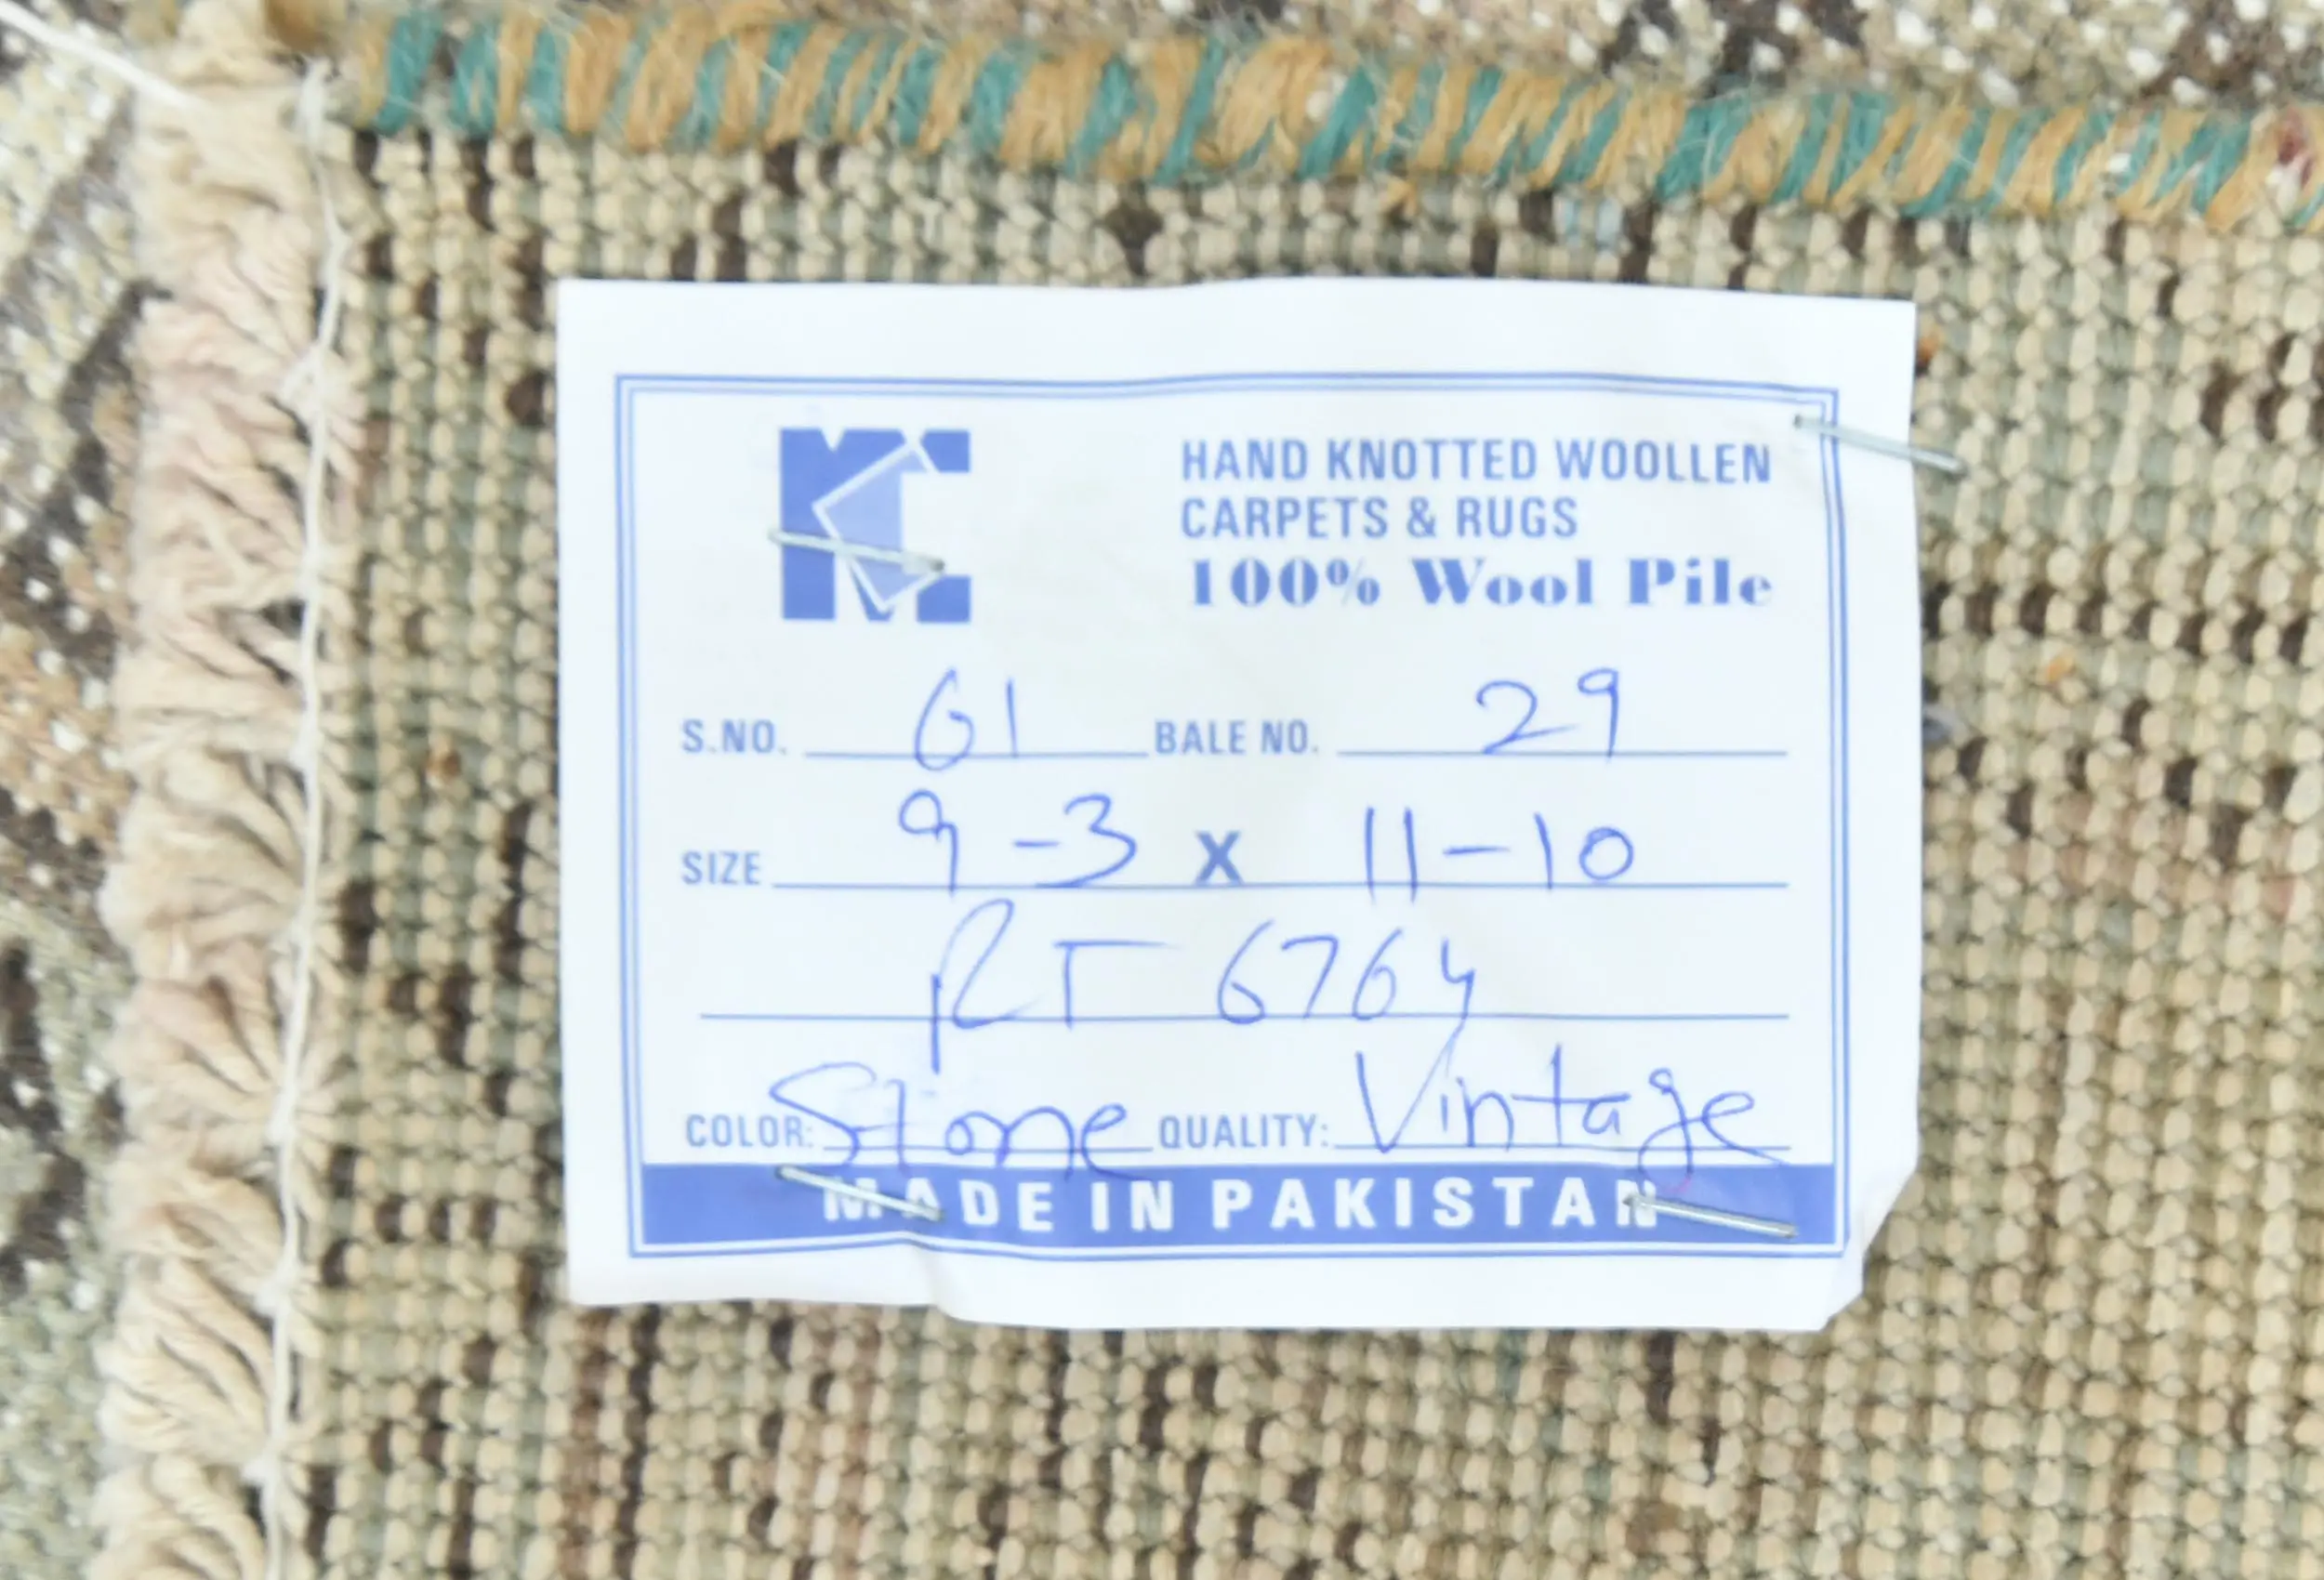 KC
HAND KNOTTED WOOLLEN
CARPETS & RUGS
100% Wool Pile
S.NO. 61 BALE NO. 29
SIZE 9-3 X 11-10
RT 6764
COLOR: Stone QUALITY: Vintage
MADE IN PAKISTAN